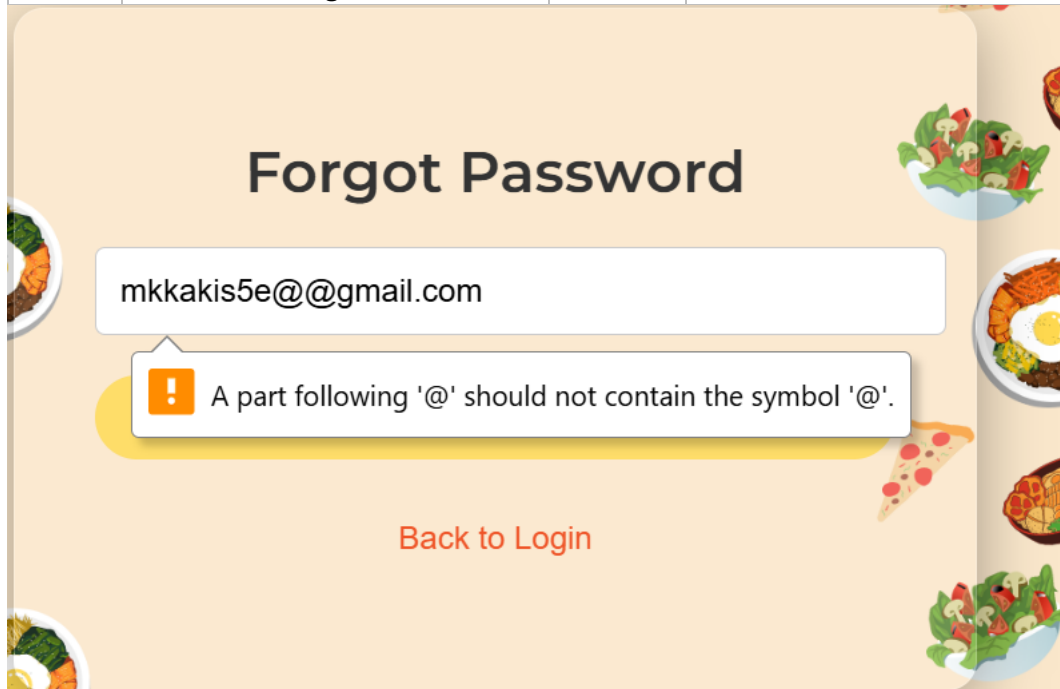 Forgot Password
mkkakis5e@@gmail.com
A part following '@' should not contain the symbol '@'.
Back to Login